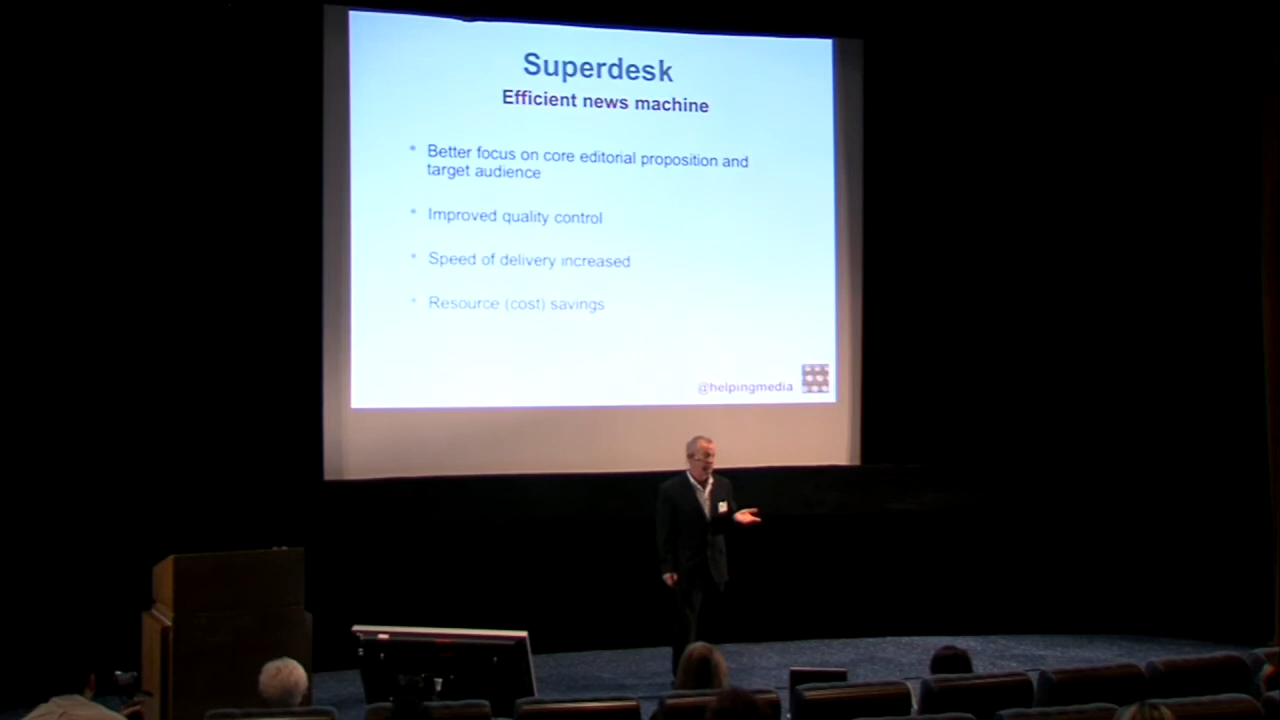 Superdesk
Efficient news machine
* Better focus on core editorial proposition and
target audience
* Improved quality control
* Speed of delivery increased
* Resource (cost) savings
@helpingmedia